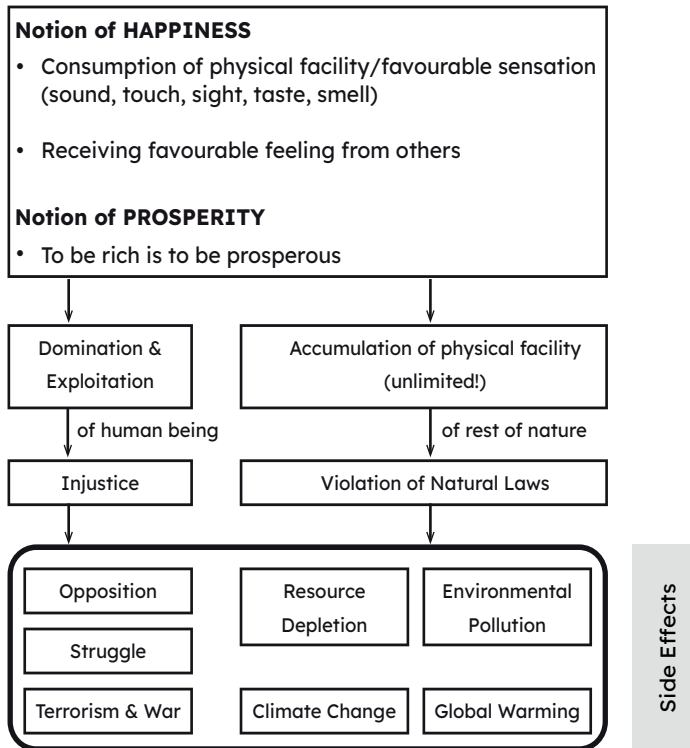 Notion of HAPPINESS
• Consumption of physical facility/favourable sensation
(sound, touch, sight, taste, smell)
• Receiving favourable feeling from others
Notion of PROSPERITY
• To be rich is to be prosperous
Domination &
Exploitation
Accumulation of physical facility
(unlimited!)
of human being
of rest of nature
Injustice
Violation of Natural Laws
Opposition
Struggle
Terrorism & War
Resource
Depletion
Environmental
Pollution
Climate Change
Global Warming
Side Effects